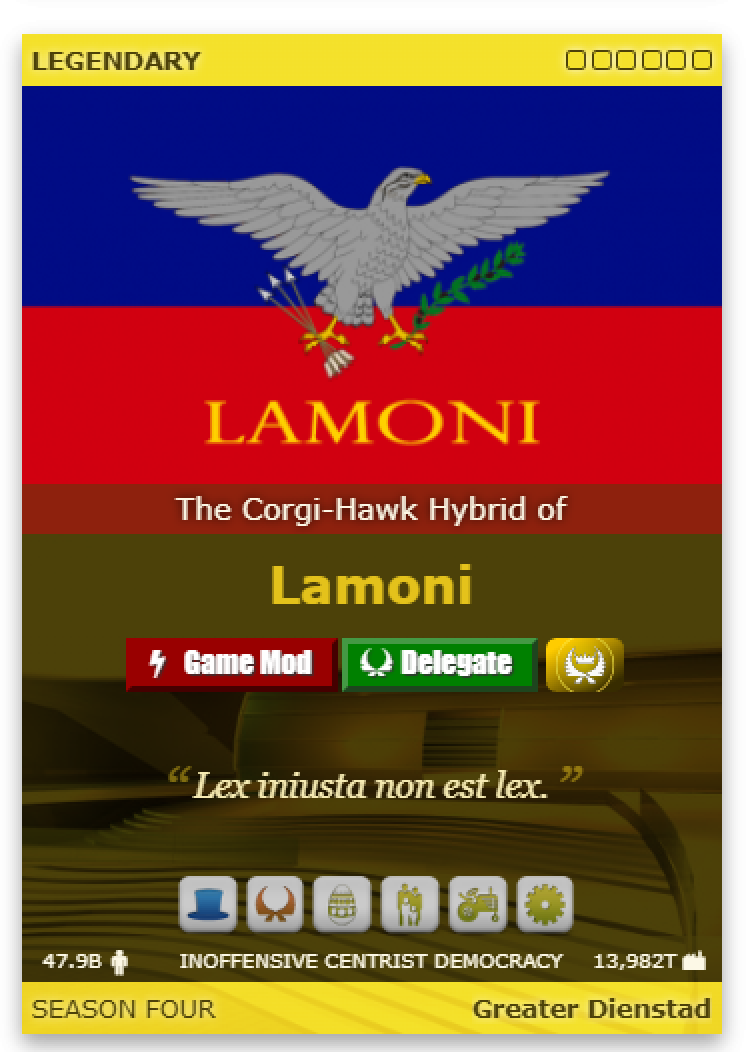 LEGENDARY
LAMONI
The Corgi-Hawk Hybrid of
Lamoni
Game Mod Delegate
“Lex iniusta non est lex.”
47.9B INOFFENSIVE CENTRIST DEMOCRACY 13,982T
SEASON FOUR Greater Dienstad